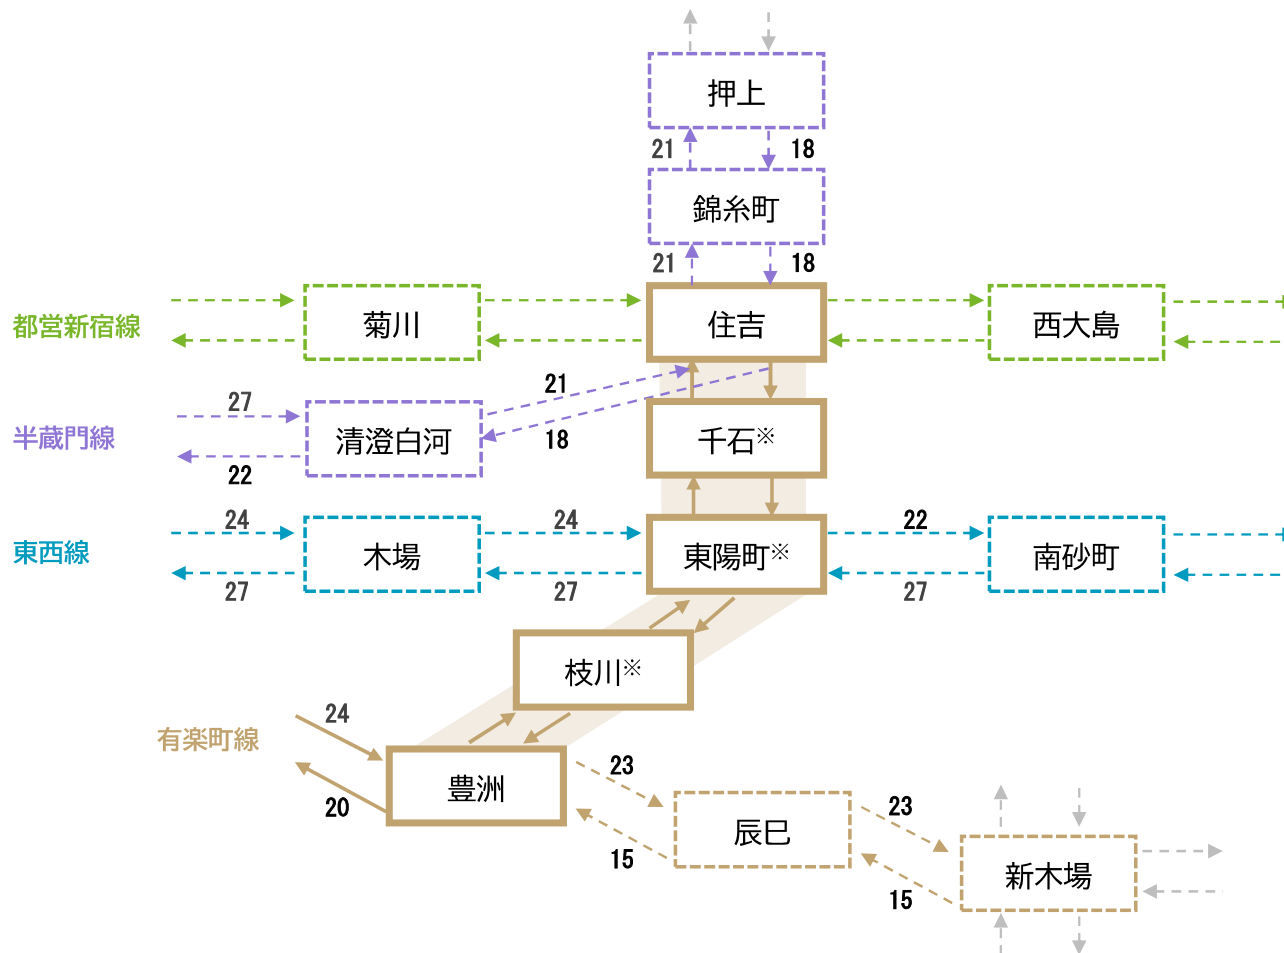 押上
21
18
錦糸町
21
18
都営新宿線
菊川
住吉
西大島
半蔵門線
27
22
清澄白河
21
18
千石※
東西線
24
27
木場
24
27
東陽町※
22
27
南砂町
枝川※
有楽町線
24
20
豊洲
23
15
辰巳
23
15
新木場